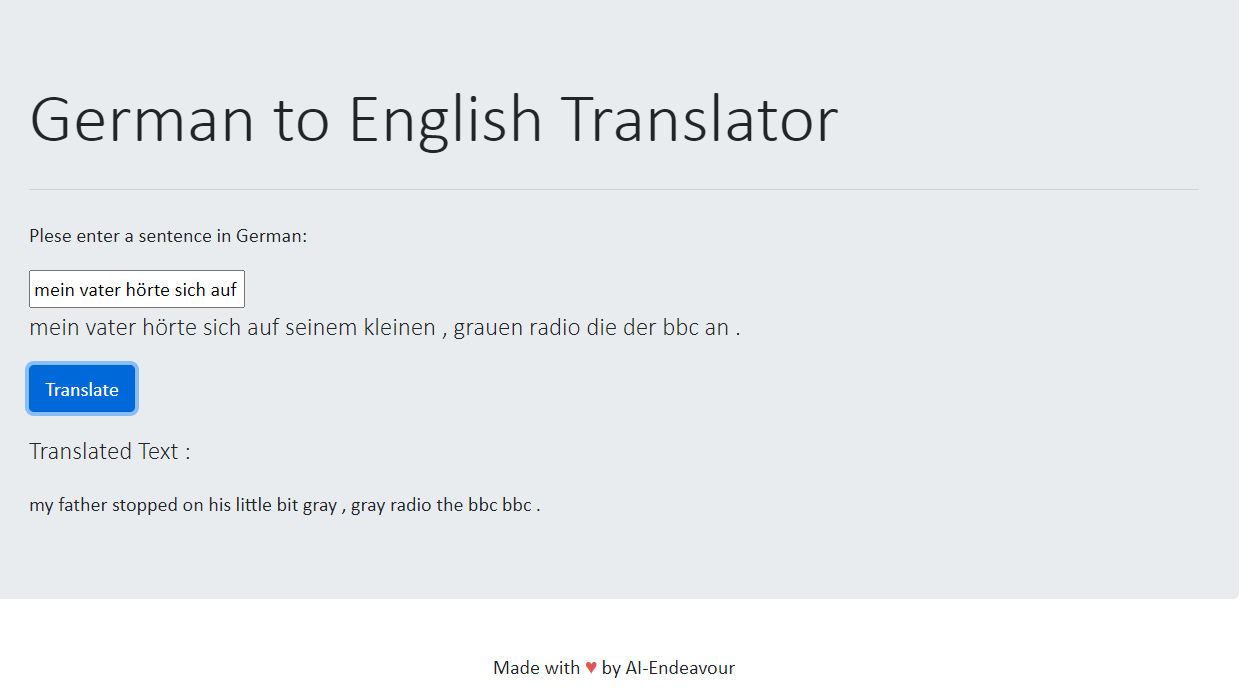 German to English Translator
Plese enter a sentence in German:
mein vater hörte sich auf
mein vater hörte sich auf seinem kleinen , grauen radio die der bbc an .
Translate
Translated Text :
my father stopped on his little bit gray , gray radio the bbc bbc .
Made with ♥ by AI-Endeavour